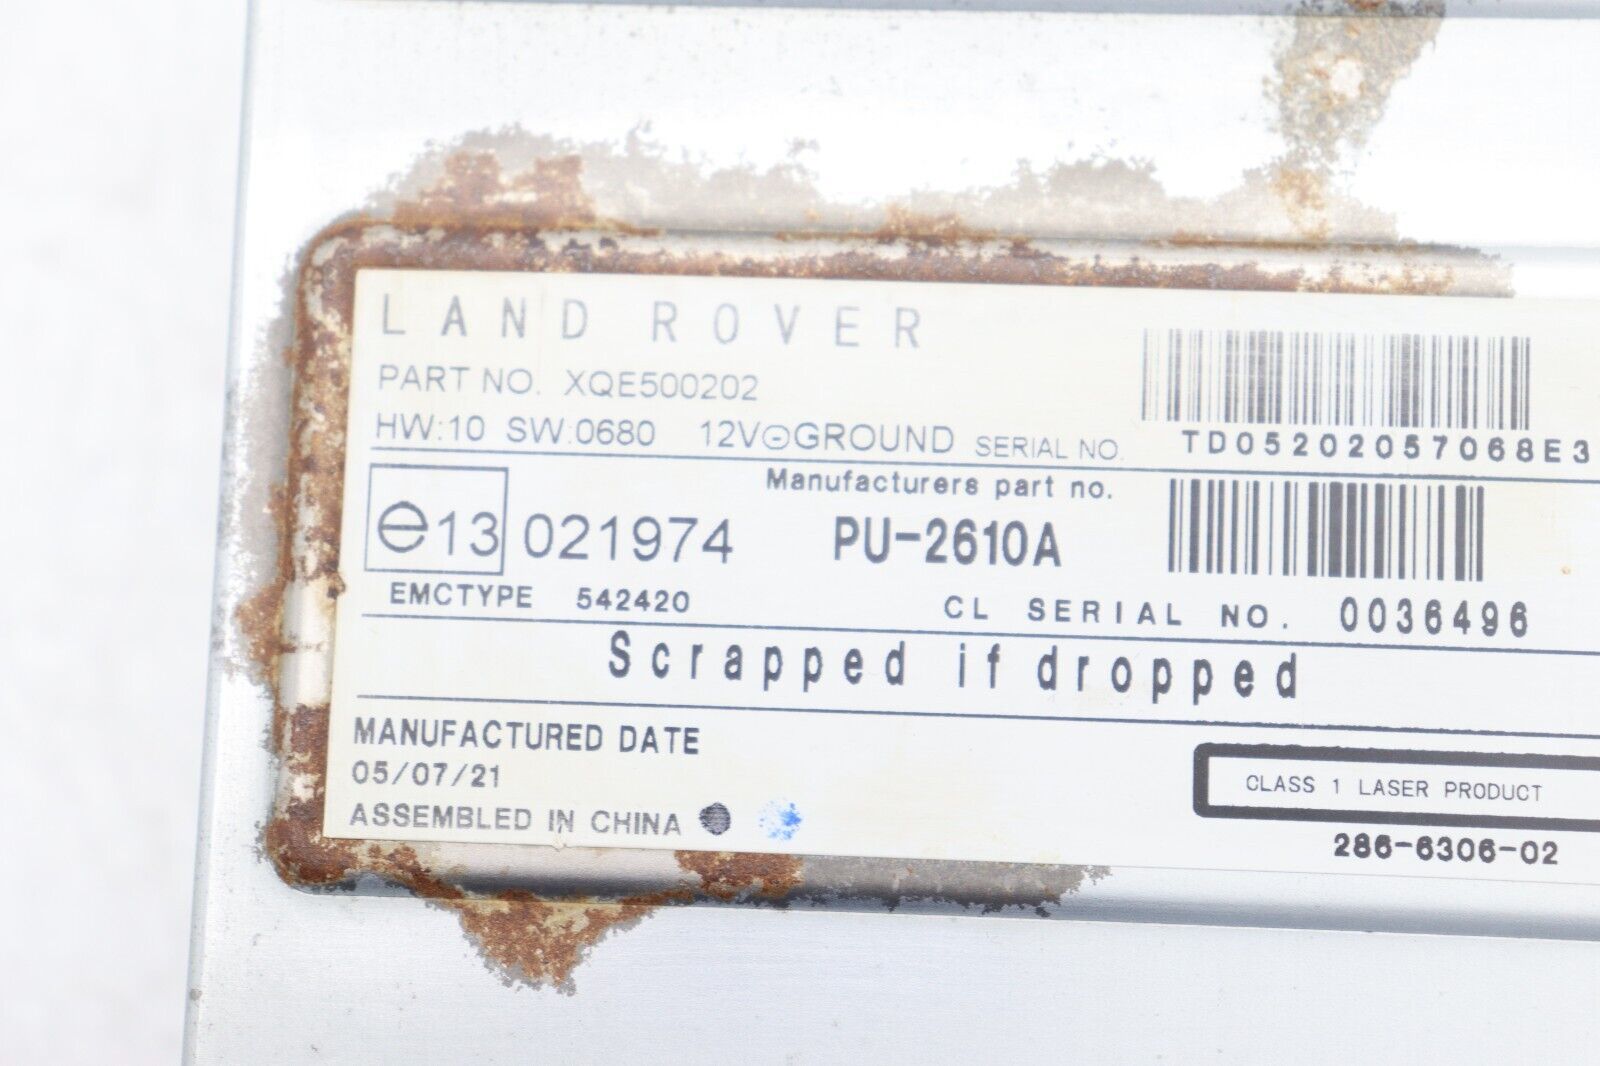 LAND ROVER
PART NO. XQE500202
HW:10 SW:0680 12V⊝GROUND SERIAL NO. TD05202057068E3
Manufacturers part no.
e13 021974 PU-2610A
EMCTYPE 542420 CL SERIAL NO. 0036496
Scrapped if dropped
MANUFACTURED DATE
05/07/21
ASSEMBLED IN CHINA
CLASS 1 LASER PRODUCT
286-6306-02